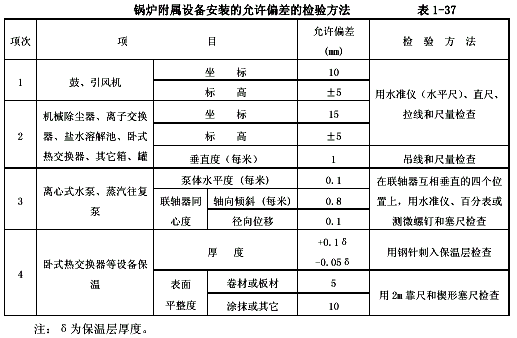 锅炉附属设备安装的允许偏差的检验方法 表1-37
项次 项 目 允许偏差(mm) 检 验 方 法
1 鼓、引风机 坐 标 10 用水准仪（水平尺）、直尺、拉线和尺量检查
标 高 ±5
2 机械除尘器、离子交换器、盐水溶解池、卧式热交换器、其它箱、罐 坐 标 15
标 高 ±5
垂直度（每米） 1 吊线和尺量检查
3 离心式水泵、蒸汽往复泵 泵体水平度（每米） 0.1 在联轴器互相垂直的四个位置上，用水准仪、百分表或测微螺钉和塞尺检查
联轴器同心度 轴向倾斜（每米） 0.8
径向位移 0.1
4 卧式热交换器等设备保温 厚 度 +0.1δ -0.05δ 用钢针刺入保温层检查
表面平整度 卷材或板材 5 用2m靠尺和楔形塞尺检查
涂抹或其它 10
注：δ为保温层厚度。